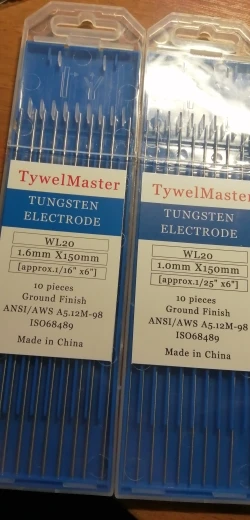 TywelMaster
TUNGSTEN
ELECTRODE
WL20
1.6mm X150mm
[approx.1/16" x6"]
10 pieces
Ground Finish
ANSI/AWS A5.12M-98
ISO68489
Made in China
TywelMaster
TUNGSTEN
ELECTRODE
WL20
1.0mm X150mm
[approx.1/25" x6"]
10 pieces
Ground Finish
ANSI/AWS A5.12M-98
ISO68489
Made in China